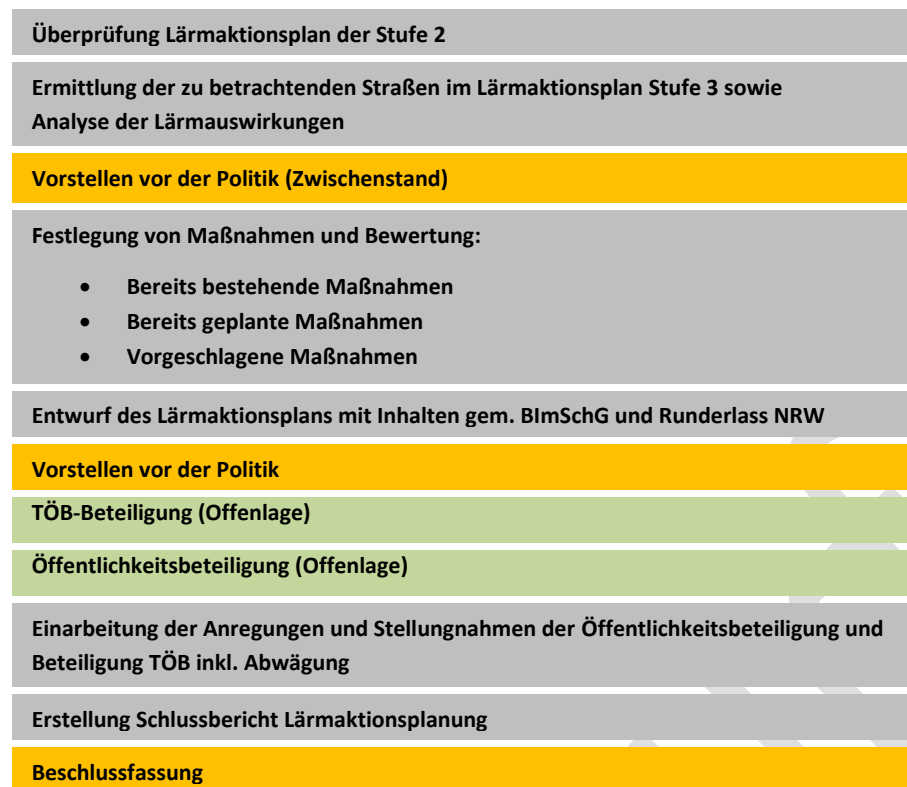 Überprüfung Lärmaktionsplan der Stufe 2
Ermittlung der zu betrachtenden Straßen im Lärmaktionsplan Stufe 3 sowie
Analyse der Lärmauswirkungen
Vorstellen vor der Politik (Zwischenstand)
Festlegung von Maßnahmen und Bewertung:
• Bereits bestehende Maßnahmen
• Bereits geplante Maßnahmen
• Vorgeschlagene Maßnahmen
Entwurf des Lärmaktionsplans mit Inhalten gem. BImSchG und Runderlass NRW
Vorstellen vor der Politik
TÖB-Beteiligung (Offenlage)
Öffentlichkeitsbeteiligung (Offenlage)
Einarbeitung der Anregungen und Stellungnahmen der Öffentlichkeitsbeteiligung und
Beteiligung TÖB inkl. Abwägung
Erstellung Schlussbericht Lärmaktionsplanung
Beschlussfassung